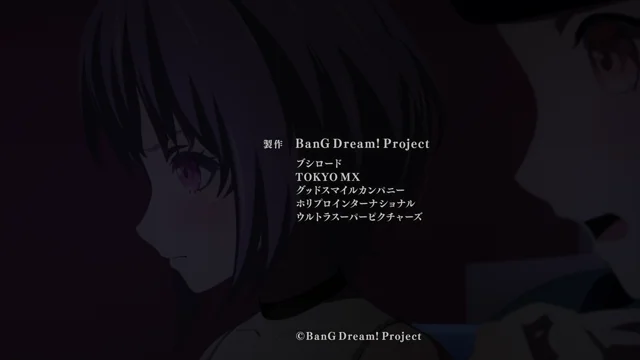 製作 BanG Dream! Project
ブシロード
TOKYO MX
グッドスマイルカンパニー
ホリプロインターナショナル
ウルトラスーパーピクチャーズ
©BanG Dream! Project